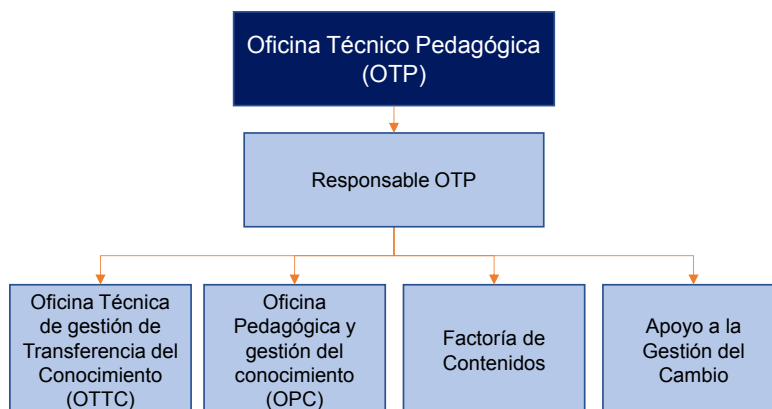 Oficina Técnico Pedagógica
(OTP)
Responsable OTP
Oficina Técnica
de gestión de
Transferencia del
Conocimiento
(OTTC)
Oficina
Pedagógica y
gestión del
conocimiento
(OPC)
Factoría de
Contenidos
Apoyo a la
Gestión del
Cambio